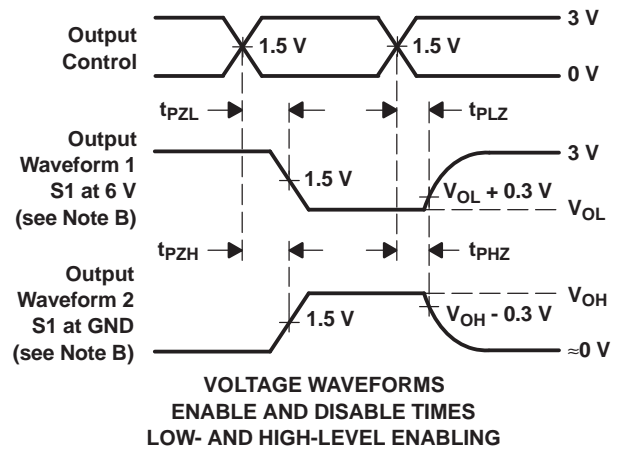 Output
Control
1.5 V
1.5 V
3 V
0 V
tPZL
tPLZ
Output
Waveform 1
S1 at 6 V
(see Note B)
1.5 V
VOL + 0.3 V
3 V
VOL
tPZH
tPHZ
Output
Waveform 2
S1 at GND
(see Note B)
1.5 V
VOH - 0.3 V
VOH
≈0 V
VOLTAGE WAVEFORMS
ENABLE AND DISABLE TIMES
LOW- AND HIGH-LEVEL ENABLING